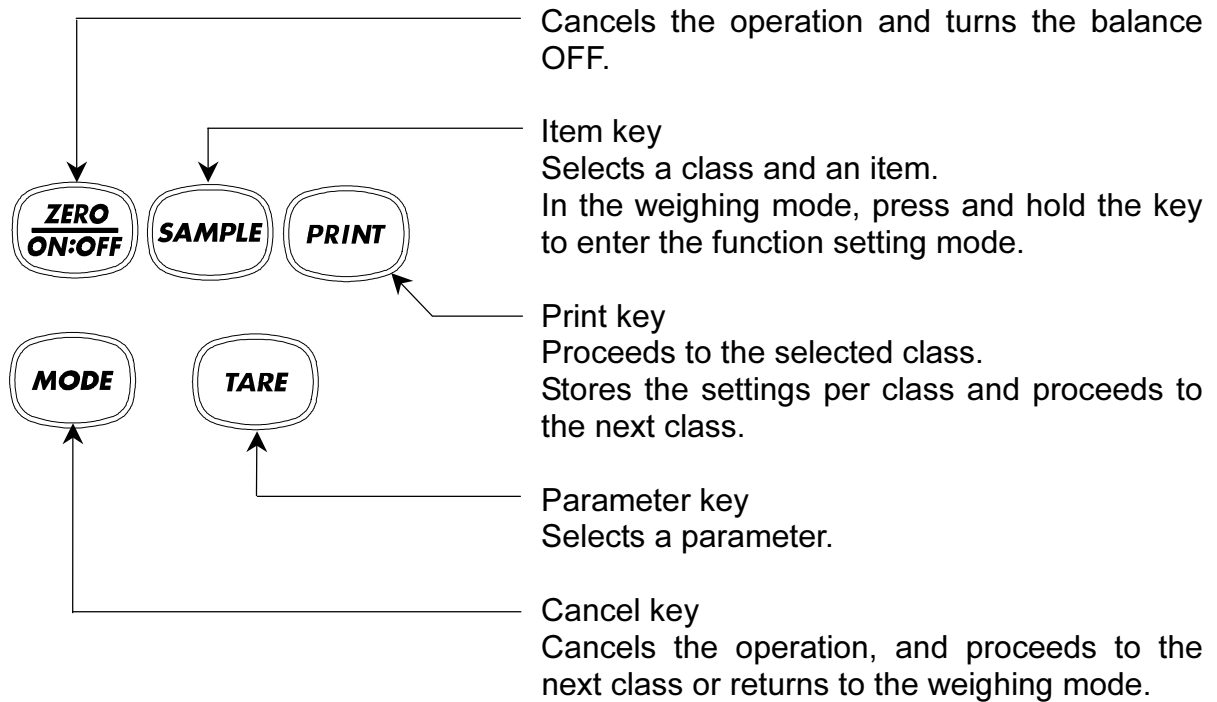 Cancels the operation and turns the balance
OFF.
Item key
Selects a class and an item.
In the weighing mode, press and hold the key
to enter the function setting mode.
ZERO
ON:OFF
SAMPLE
PRINT
Print key
Proceeds to the selected class.
Stores the settings per class and proceeds to
the next class.
MODE
TARE
Parameter key
Selects a parameter.
Cancel key
Cancels the operation, and proceeds to the
next class or returns to the weighing mode.